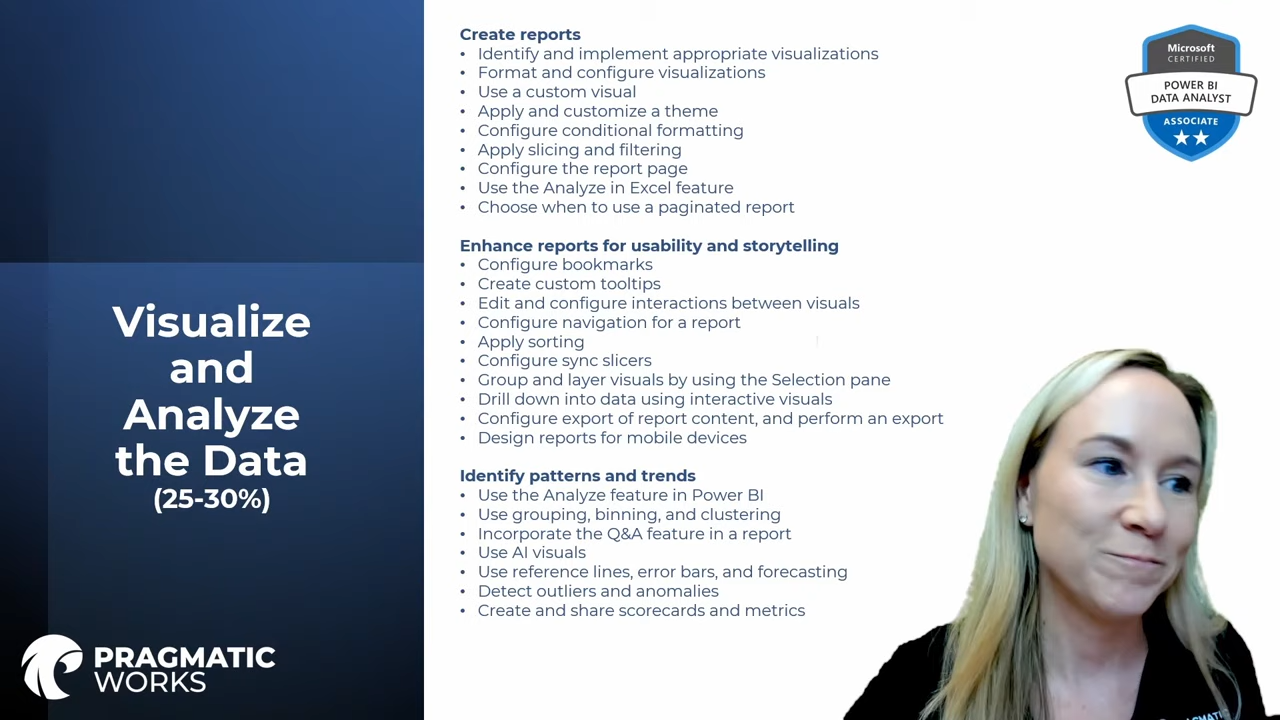 Visualize
and
Analyze
the Data
(25-30%)
PRAGMATIC
WORKS
Create reports
• Identify and implement appropriate visualizations
• Format and configure visualizations
• Use a custom visual
• Apply and customize a theme
• Configure conditional formatting
• Apply slicing and filtering
• Configure the report page
• Use the Analyze in Excel feature
• Choose when to use a paginated report
Enhance reports for usability and storytelling
• Configure bookmarks
• Create custom tooltips
• Edit and configure interactions between visuals
• Configure navigation for a report
• Apply sorting
• Configure sync slicers
• Group and layer visuals by using the Selection pane
• Drill down into data using interactive visuals
• Configure export of report content, and perform an export
• Design reports for mobile devices
Identify patterns and trends
• Use the Analyze feature in Power BI
• Use grouping, binning, and clustering
• Incorporate the Q&A feature in a report
• Use AI visuals
• Use reference lines, error bars, and forecasting
• Detect outliers and anomalies
• Create and share scorecards and metrics
Microsoft
CERTIFIED
POWER BI
DATA ANALYST
ASSOCIATE